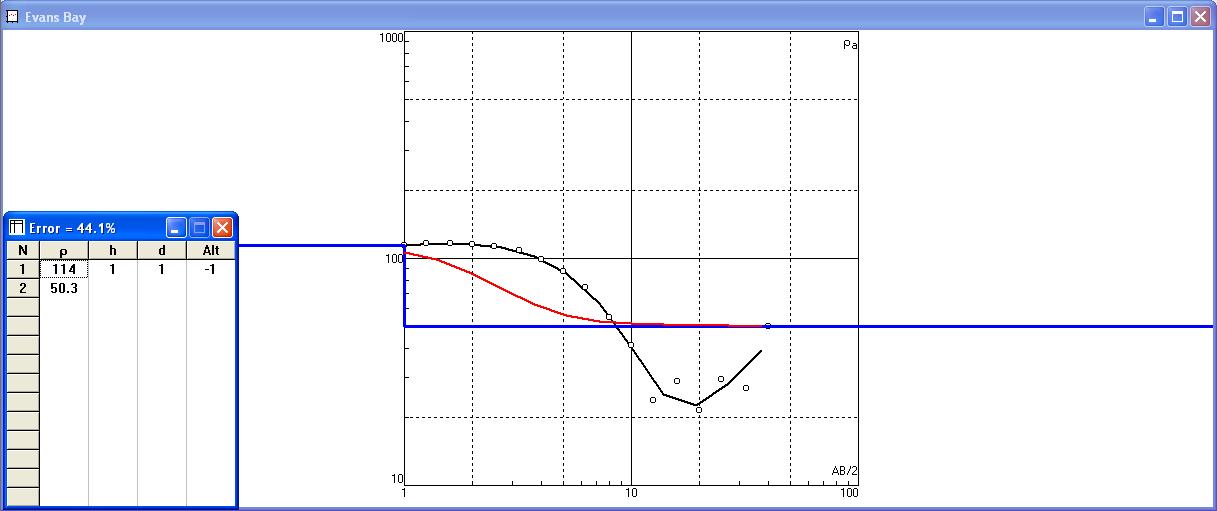 Evans Bay
1000
ρa
100
10
AB/2
1 10 100
Error = 44.1%
N ρ h d Alt
1 114 1 1 -1
2 50.3